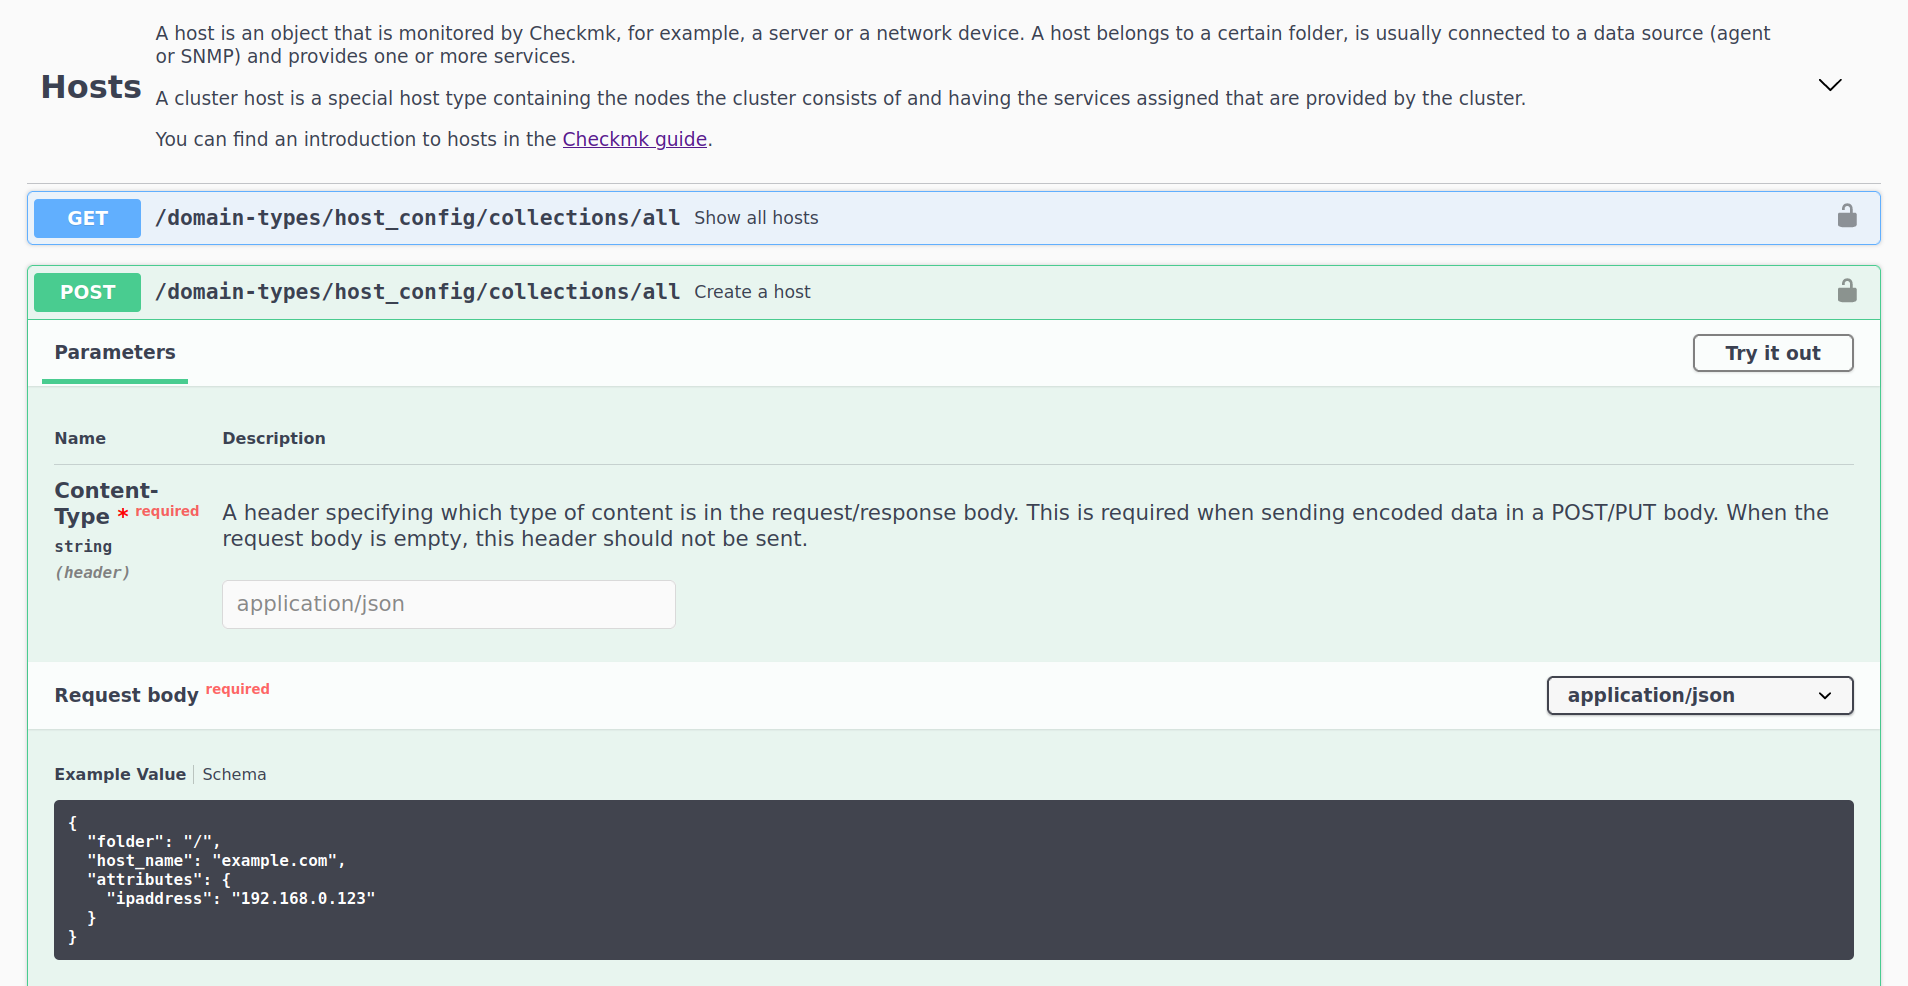 Hosts
A host is an object that is monitored by Checkmk, for example, a server or a network device. A host belongs to a certain folder, is usually connected to a data source (agent
or SNMP) and provides one or more services.
A cluster host is a special host type containing the nodes the cluster consists of and having the services assigned that are provided by the cluster.
You can find an introduction to hosts in the Checkmk guide.
GET /domain-types/host_config/collections/all Show all hosts
POST /domain-types/host_config/collections/all Create a host
Parameters Try it out
Name Description
Content-
Type * required
string
(header)
A header specifying which type of content is in the request/response body. This is required when sending encoded data in a POST/PUT body. When the
request body is empty, this header should not be sent.
application/json
Request body required application/json
Example Value Schema
{
  "folder": "/",
  "host_name": "example.com",
  "attributes": {
    "ipaddress": "192.168.0.123"
  }
}